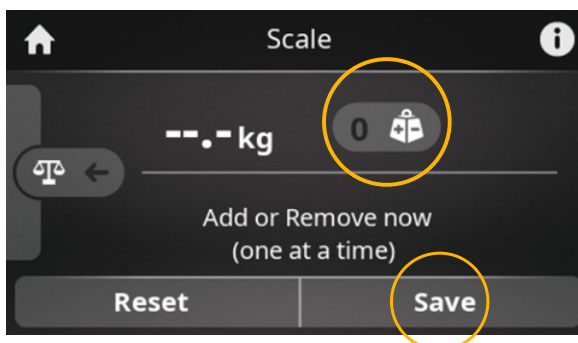 Scale
--.- kg
0
Add or Remove now
(one at a time)
Reset
Save